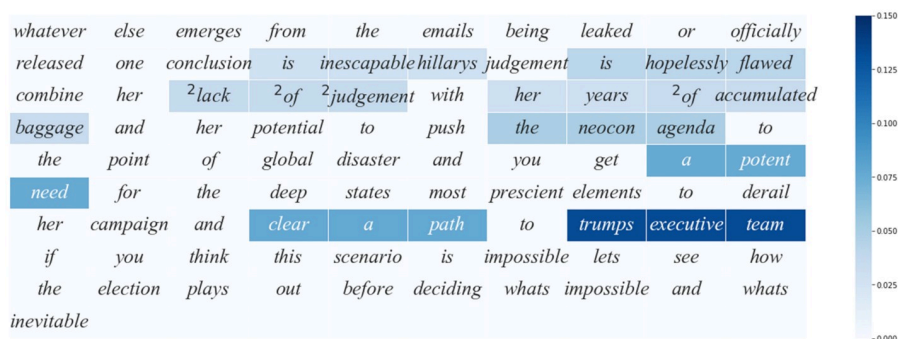 whatever else emerges from the emails being leaked or officially
released one conclusion is inescapable hillarys judgement is hopelessly flawed
combine her 2lack 2of 2judgement with her years 2of accumulated
baggage and her potential to push the neocon agenda to
the point of global disaster and you get a potent
need for the deep states most prescient elements to derail
her campaign and clear a path to trumps executive team
if you think this scenario is impossible lets see how
the election plays out before deciding whats impossible and whats
inevitable
0.150
0.125
0.100
0.075
0.050
0.025
0.000